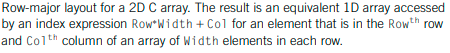 Row-major layout for a 2D C array. The result is an equivalent 1D array accessed
by an index expression Row*Width + Col for an element that is in the Rowth row
and Colth column of an array of Width elements in each row.